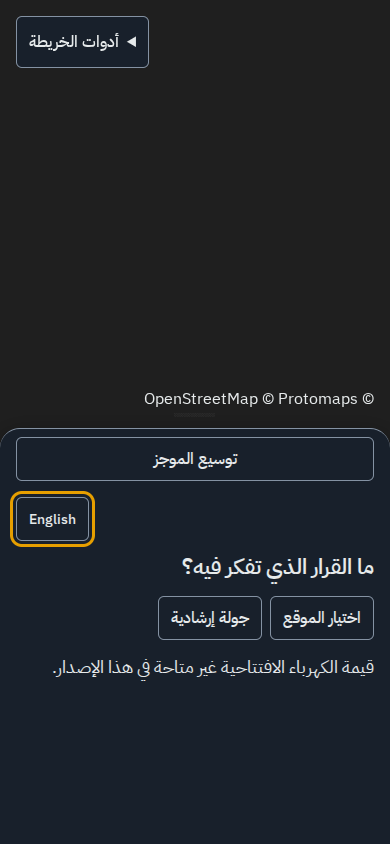 ◀ أدوات الخريطة
© OpenStreetMap © Protomaps
توسيع الموجز
English
ما القرار الذي تفكر فيه؟
اختيار الموقع
جولة إرشادية
قيمة الكهرباء الافتتاحية غير متاحة في هذا الإصدار.